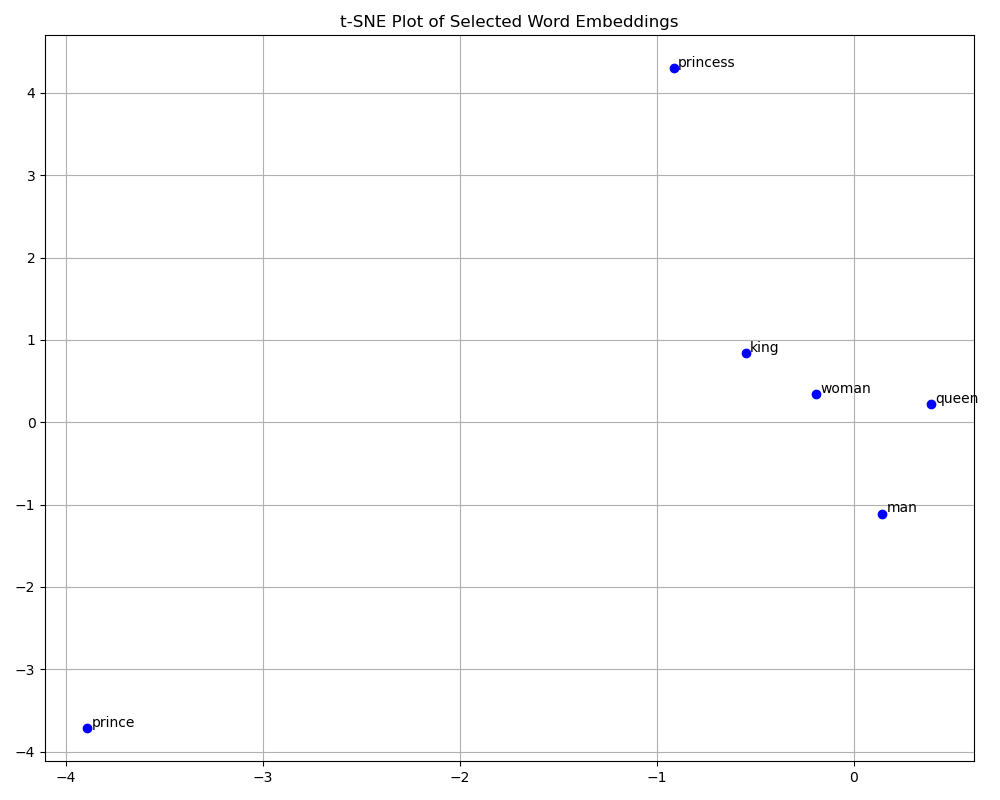 t-SNE Plot of Selected Word Embeddings
princess
4
3
2
1
king
woman
queen
0
−1
man
−2
−3
prince
−4
−4 −3 −2 −1 0